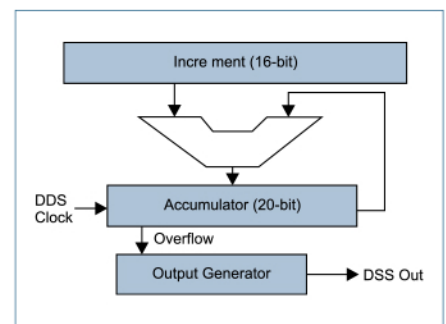 Incre ment (16-bit)
DDS
Clock
Accumulator (20-bit)
Overflow
Output Generator
DSS Out